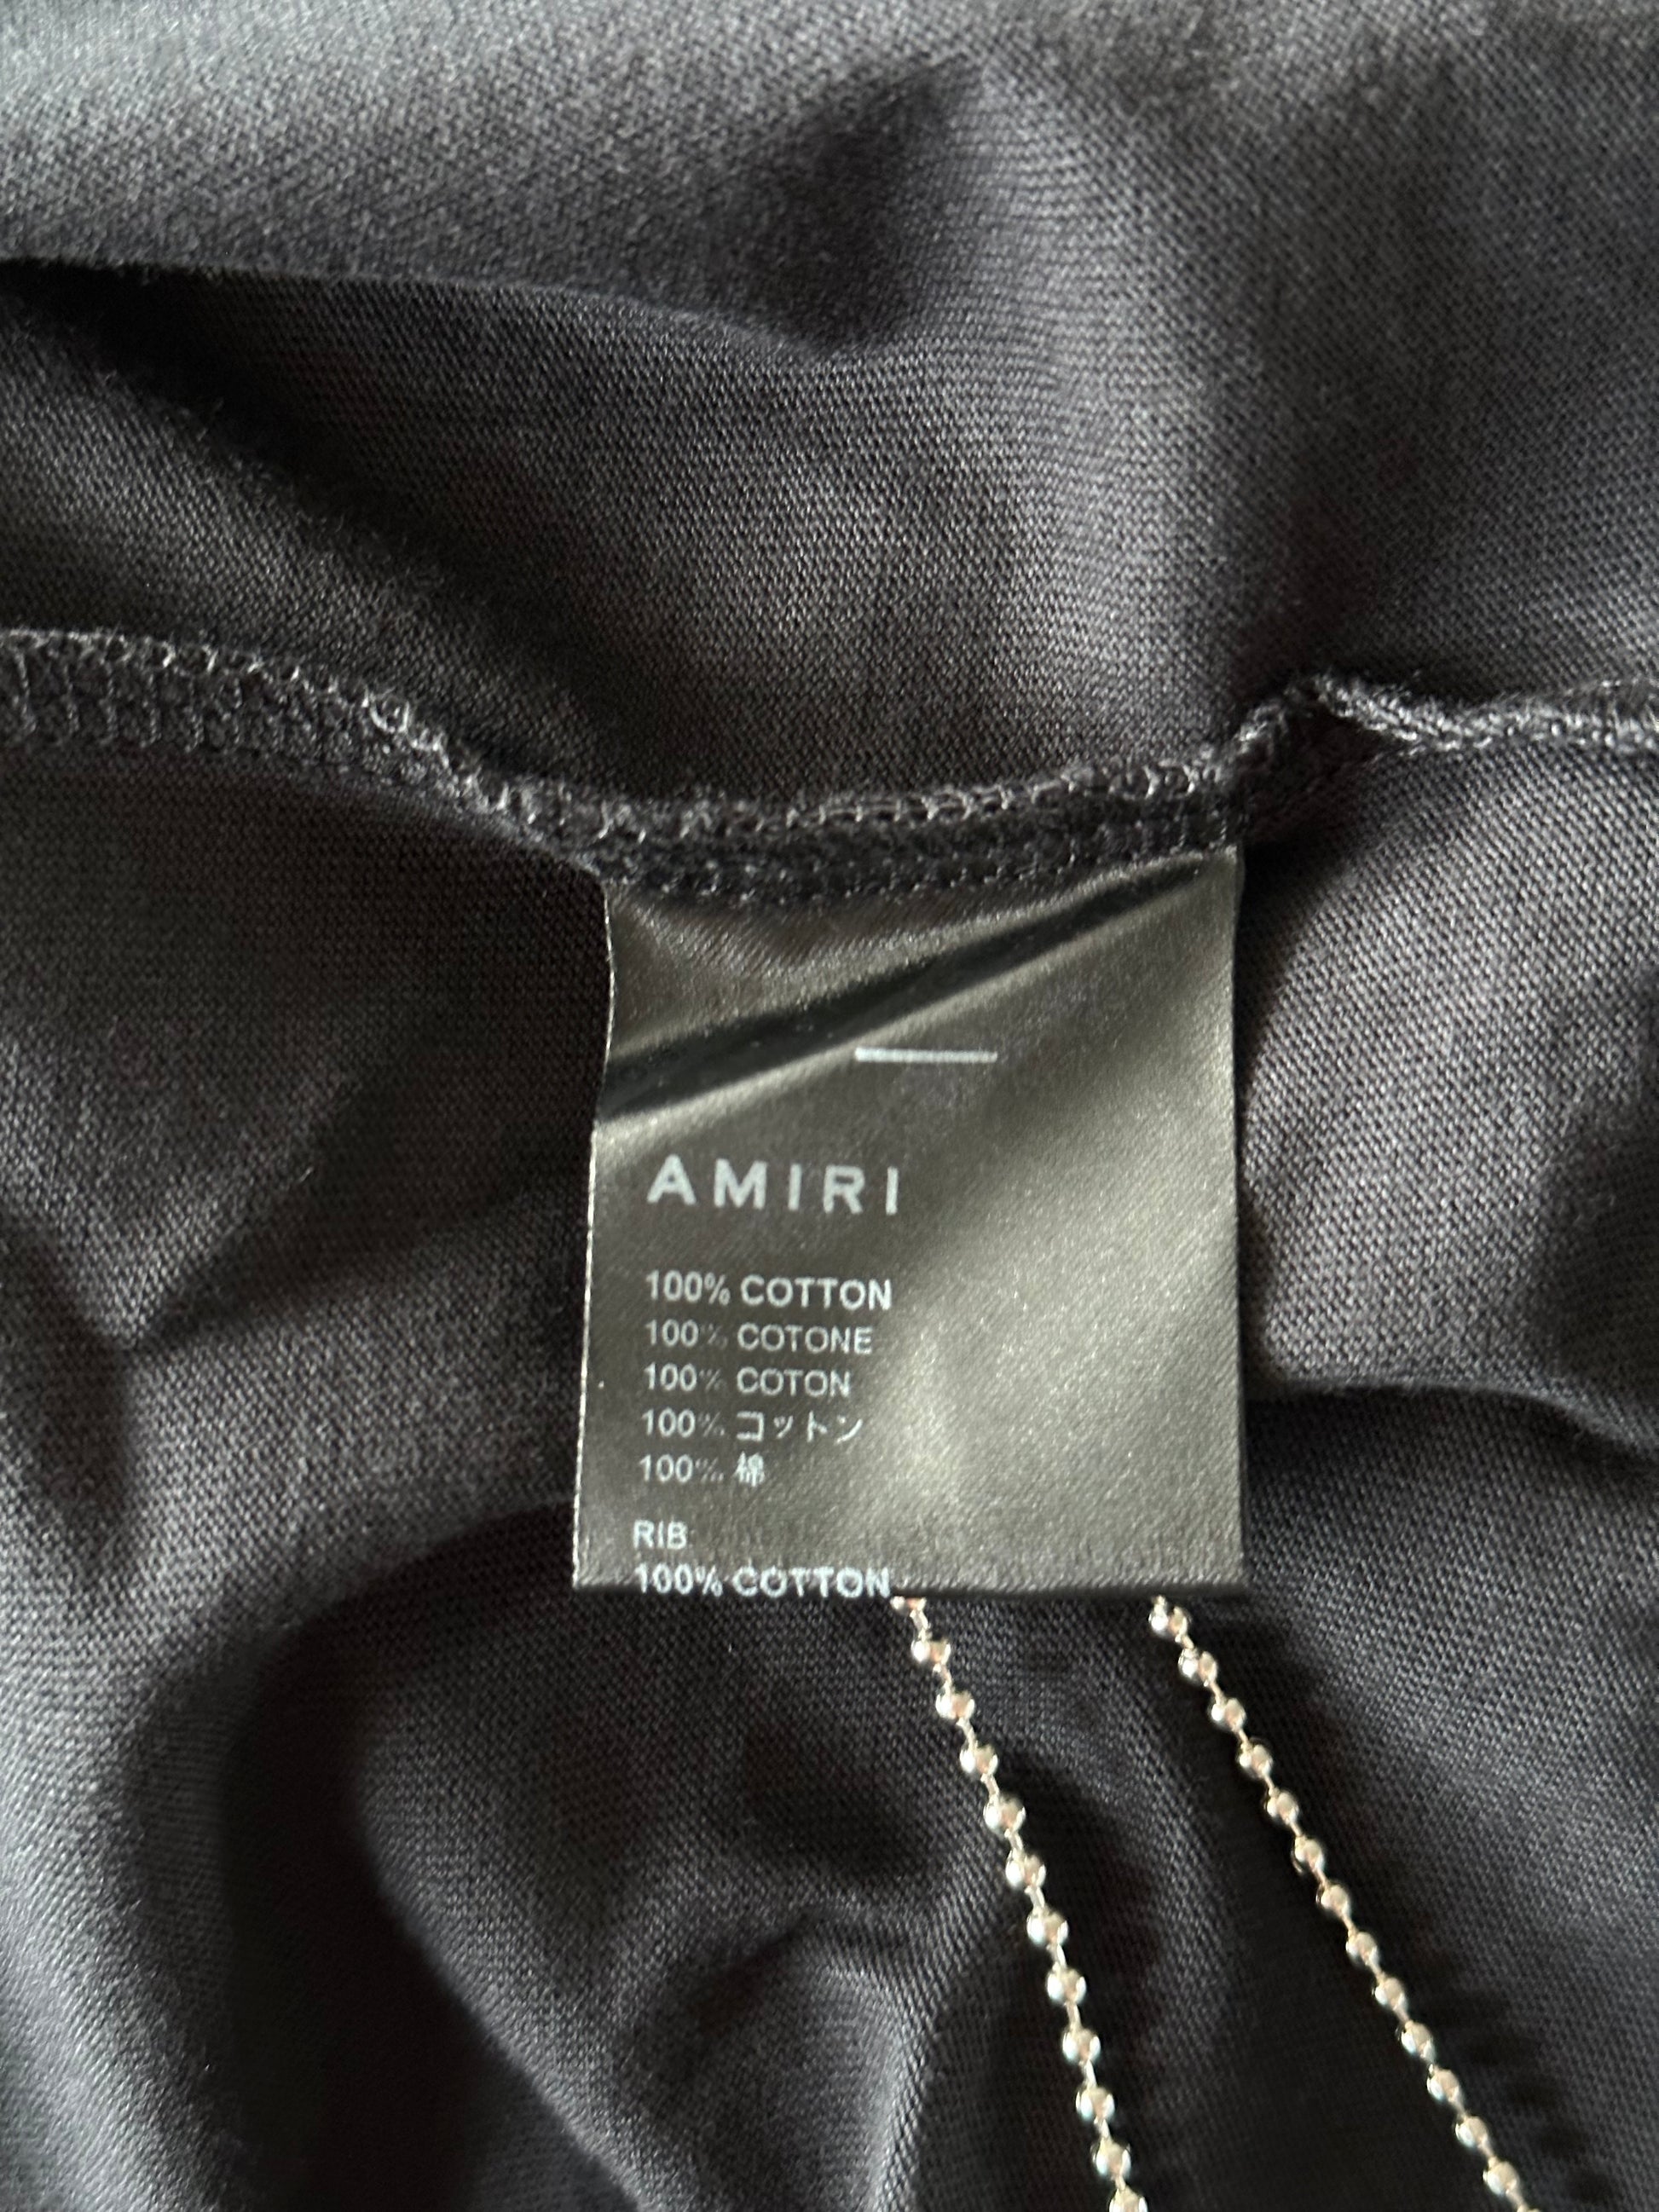 AMIRI
100% COTTON
100% COTONE
100% COTON
100% コットン
100% 棉
RIB
100% COTTON